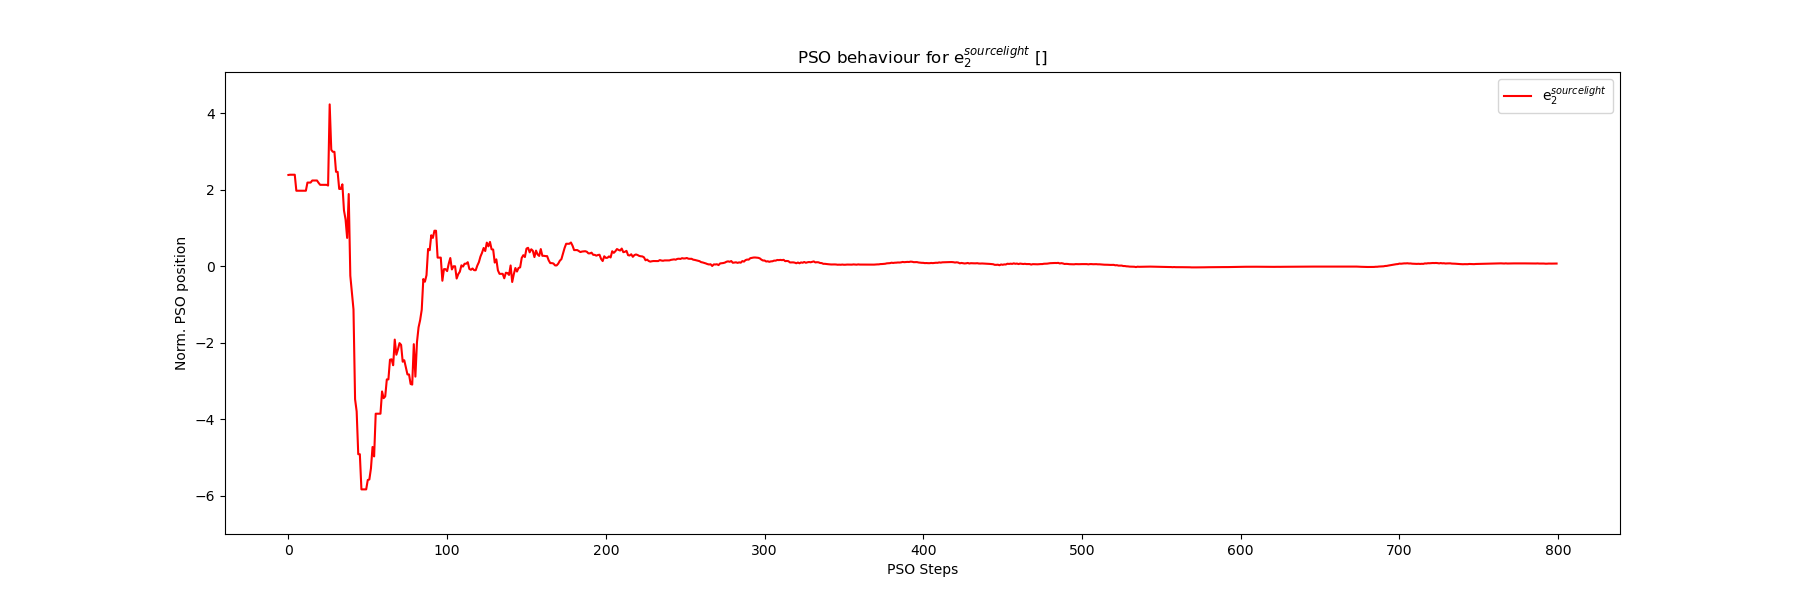 PSO behaviour for e$_2^{sourcelight}$ []
e$_2^{sourcelight}$
4
2
0
−2
−4
−6
Norm. PSO position
0 100 200 300 400 500 600 700 800
PSO Steps